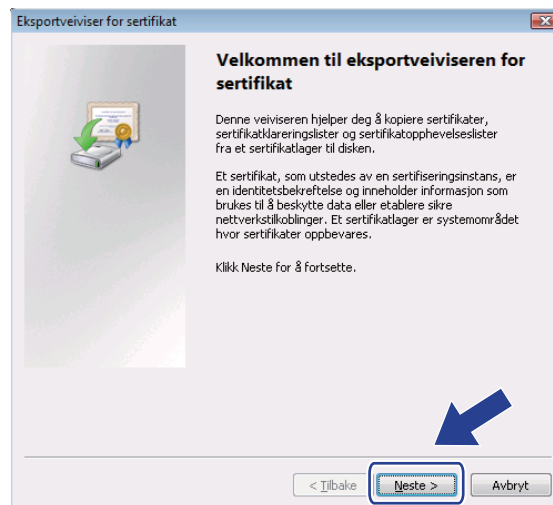 Eksportveiviser for sertifikat
Velkommen til eksportveiviseren for
sertifikat
Denne veiviseren hjelper deg å kopiere sertifikater,
sertifikatklareringslister og sertifikatopphevelseslister
fra et sertifikatlager til disken.
Et sertifikat, som utstedes av en sertifiseringsinstans, er
en identitetsbekreftelse og inneholder informasjon som
brukes til å beskytte data eller etablere sikre
nettverkstilkoblinger. Et sertifikatlager er systemområdet
hvor sertifikater oppbevares.
Klikk Neste for å fortsette.
< Tilbake Neste > Avbryt